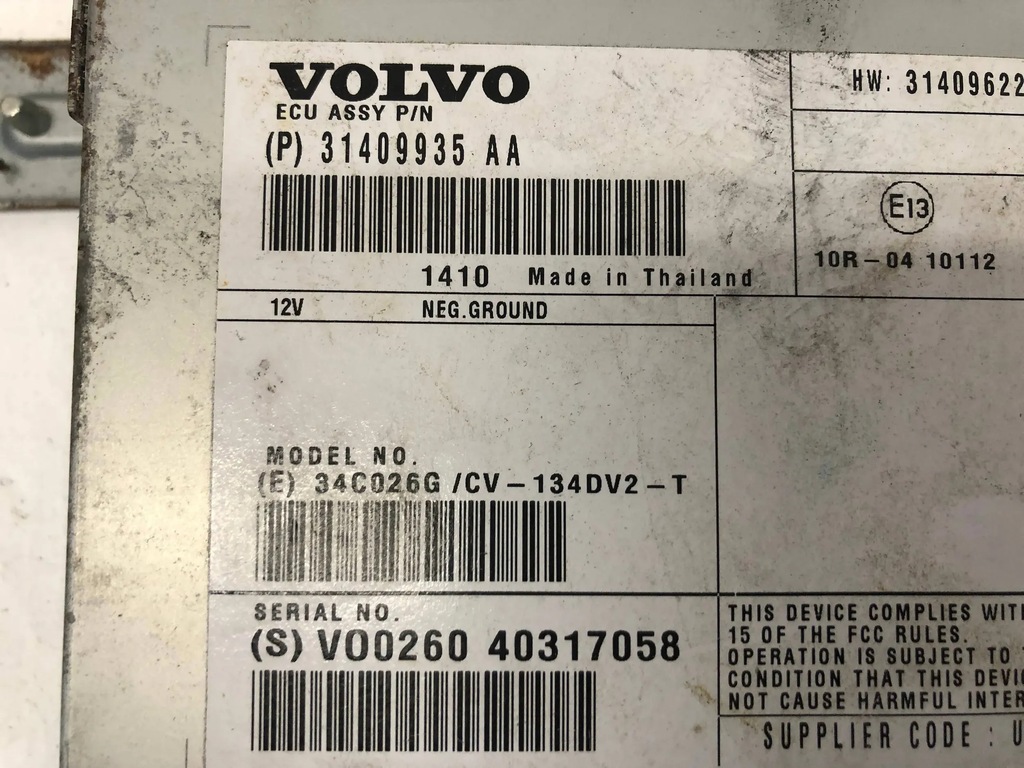 VOLVO
ECU ASSY P/N
(P) 31409935 AA
1410 Made in Thailand
HW: 31409622
E13
10R-04 10112
12V NEG.GROUND
MODEL NO.
(E) 34C026G /CV-134DV2-T
SERIAL NO.
(S) VO0260 40317058
THIS DEVICE COMPLIES WIT
15 OF THE FCC RULES.
OPERATION IS SUBJECT TO
CONDITION THAT THIS DEVI
NOT CAUSE HARMFUL INTER
SUPPLIER CODE : U